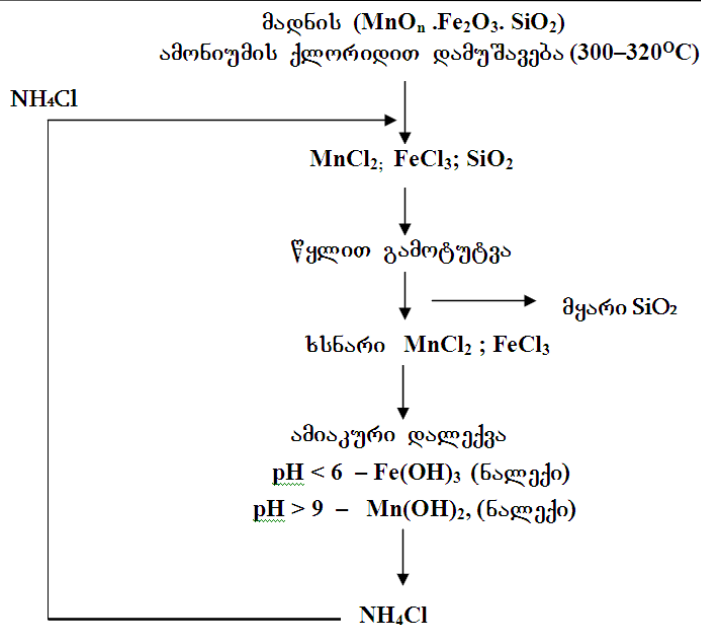 მადნის (MnOₙ .Fe₂O₃. SiO₂)
ამონიუმის ქლორიდით დამუშავება (300–320⁰C)
NH₄Cl
MnCl₂; FeCl₃; SiO₂
წყლით გამოტუტვა
მყარი SiO₂
ხსნარი MnCl₂ ; FeCl₃
ამიაკური დალექვა
pH < 6 – Fe(OH)₃ (ნალექი)
pH > 9 – Mn(OH)₂, (ნალექი)
NH₄Cl